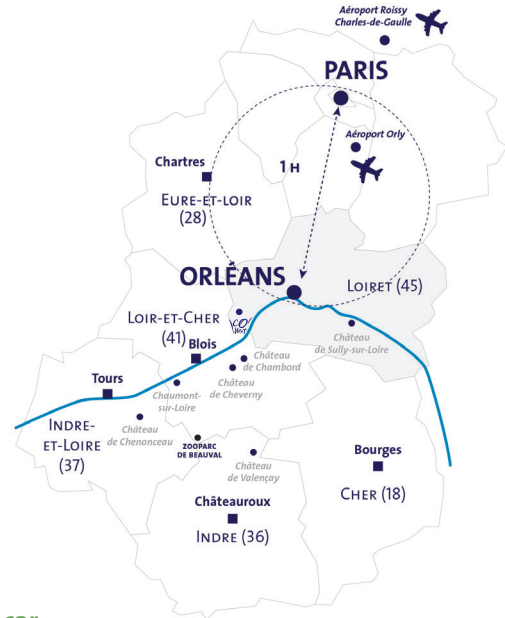 Aéroport Roissy
Charles-de-Gaulle
PARIS
Aéroport Orly
1 H
Chartres
EURE-ET-LOIR
(28)
ORLÉANS
LOIRET (45)
LOIR-ET-CHER
(41)
Blois
Château
de Sully-sur-Loire
Château
de Chambord
Château
de Cheverny
Tours
Chaumont-
sur-Loire
Château
de Chenonceau
INDRE-
ET-LOIRE
(37)
ZOOPARC
DE BEAUVAL
Château
de Valençay
Bourges
CHER (18)
Châteauroux
INDRE (36)